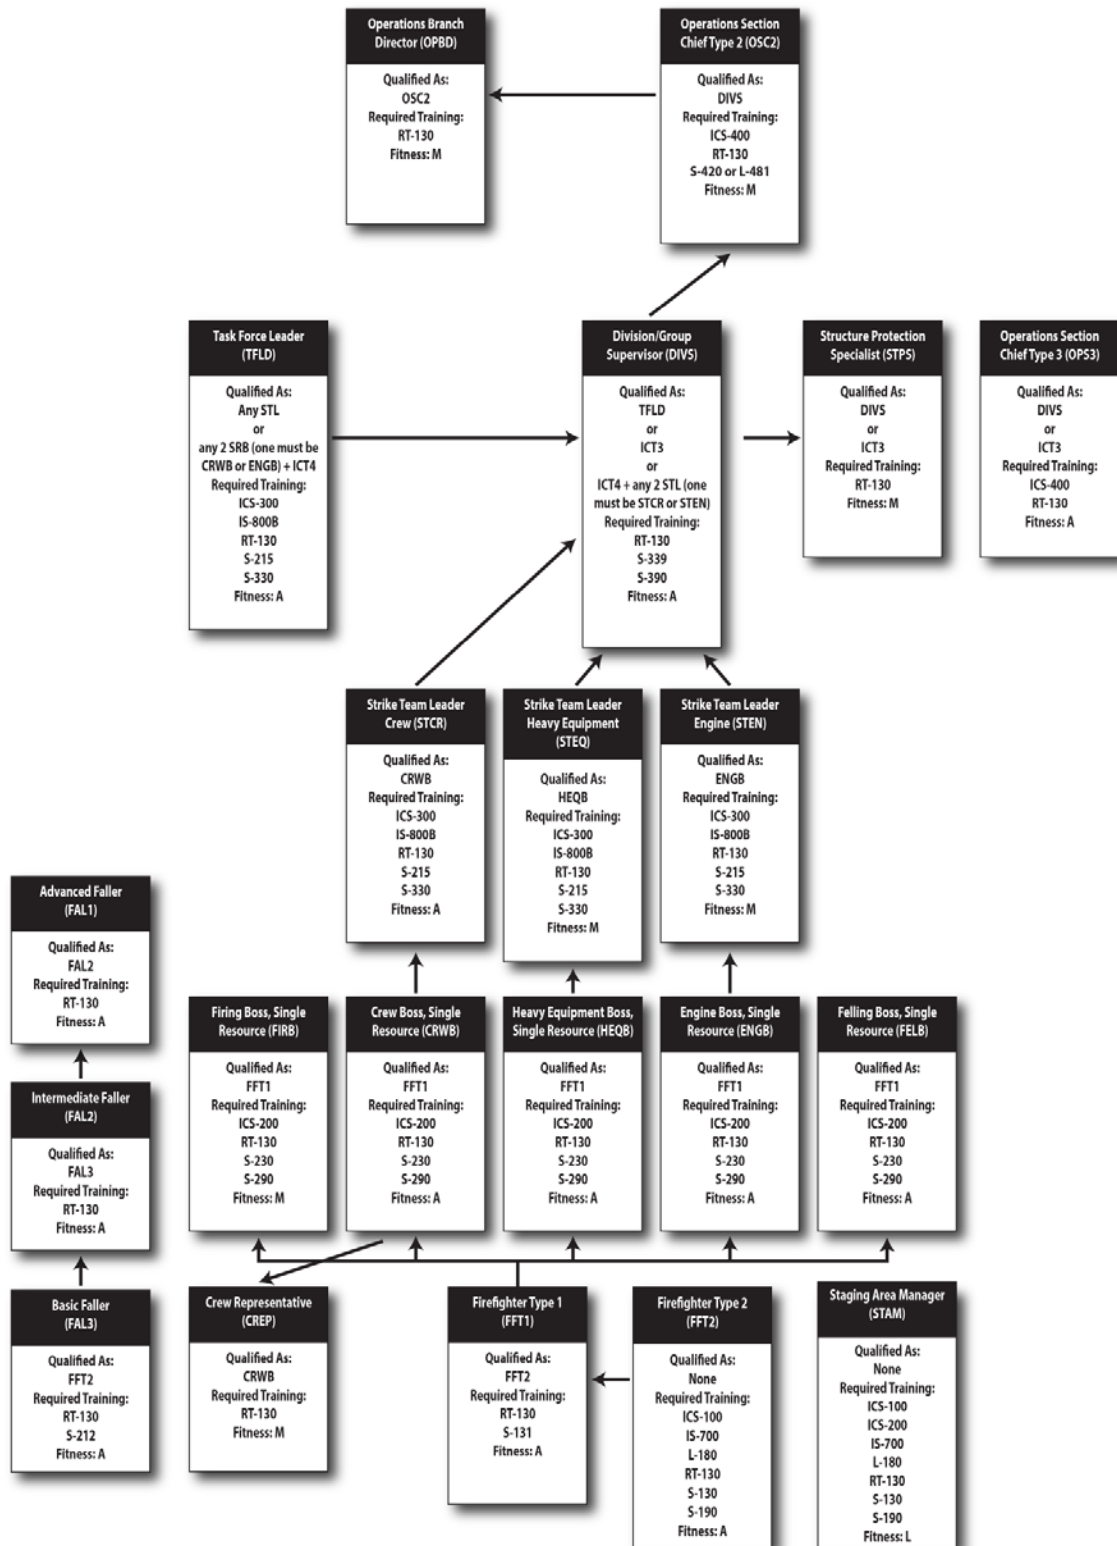 Operations Branch
Director (OPBD)
Qualified As:
OSC2
Required Training:
RT-130
Fitness: M
Operations Section
Chief Type 2 (OSC2)
Qualified As:
DIVS
Required Training:
ICS-400
RT-130
S-420 or L-481
Fitness: M
Task Force Leader
(TFLD)
Qualified As:
Any STL
or
any 2 SRB (one must be
CRWB or ENGB) + ICT4
Required Training:
ICS-300
IS-800B
RT-130
S-215
S-330
Fitness: A
Division/Group
Supervisor (DIVS)
Qualified As:
TFLD
or
ICT3
or
ICT4 + any 2 STL (one
must be STCR or STEN)
Required Training:
RT-130
S-339
S-390
Fitness: A
Structure Protection
Specialist (STPS)
Qualified As:
DIVS
or
ICT3
Required Training:
RT-130
Fitness: M
Operations Section
Chief Type 3 (OPS3)
Qualified As:
DIVS
or
ICT3
Required Training:
ICS-400
RT-130
Fitness: A
Strike Team Leader
Crew (STCR)
Qualified As:
CRWB
Required Training:
ICS-300
IS-800B
RT-130
S-215
S-330
Fitness: A
Strike Team Leader
Heavy Equipment
(STEQ)
Qualified As:
HEQB
Required Training:
ICS-300
IS-800B
RT-130
S-215
S-330
Fitness: M
Strike Team Leader
Engine (STEN)
Qualified As:
ENGB
Required Training:
ICS-300
IS-800B
RT-130
S-215
S-330
Fitness: M
Advanced Faller
(FAL1)
Qualified As:
FAL2
Required Training:
RT-130
Fitness: A
Intermediate Faller
(FAL2)
Qualified As:
FAL3
Required Training:
RT-130
Fitness: A
Firing Boss, Single
Resource (FIRB)
Qualified As:
FFT1
Required Training:
ICS-200
RT-130
S-230
S-290
Fitness: M
Crew Boss, Single
Resource (CRWB)
Qualified As:
FFT1
Required Training:
ICS-200
RT-130
S-230
S-290
Fitness: A
Heavy Equipment Boss,
Single Resource (HEQB)
Qualified As:
FFT1
Required Training:
ICS-200
RT-130
S-230
S-290
Fitness: A
Engine Boss, Single
Resource (ENGB)
Qualified As:
FFT1
Required Training:
ICS-200
RT-130
S-230
S-290
Fitness: A
Felling Boss, Single
Resource (FELB)
Qualified As:
FFT1
Required Training:
ICS-200
RT-130
S-230
S-290
Fitness: A
Basic Faller
(FAL3)
Qualified As:
FFT2
Required Training:
RT-130
S-212
Fitness: A
Crew Representative
(CREP)
Qualified As:
CRWB
Required Training:
RT-130
Fitness: M
Firefighter Type 1
(FFT1)
Qualified As:
FFT2
Required Training:
RT-130
S-131
Fitness: A
Firefighter Type 2
(FFT2)
Qualified As:
None
Required Training:
ICS-100
IS-700
L-180
RT-130
S-130
S-190
Fitness: A
Staging Area Manager
(STAM)
Qualified As:
None
Required Training:
ICS-100
ICS-200
IS-700
L-180
RT-130
S-130
S-190
Fitness: L